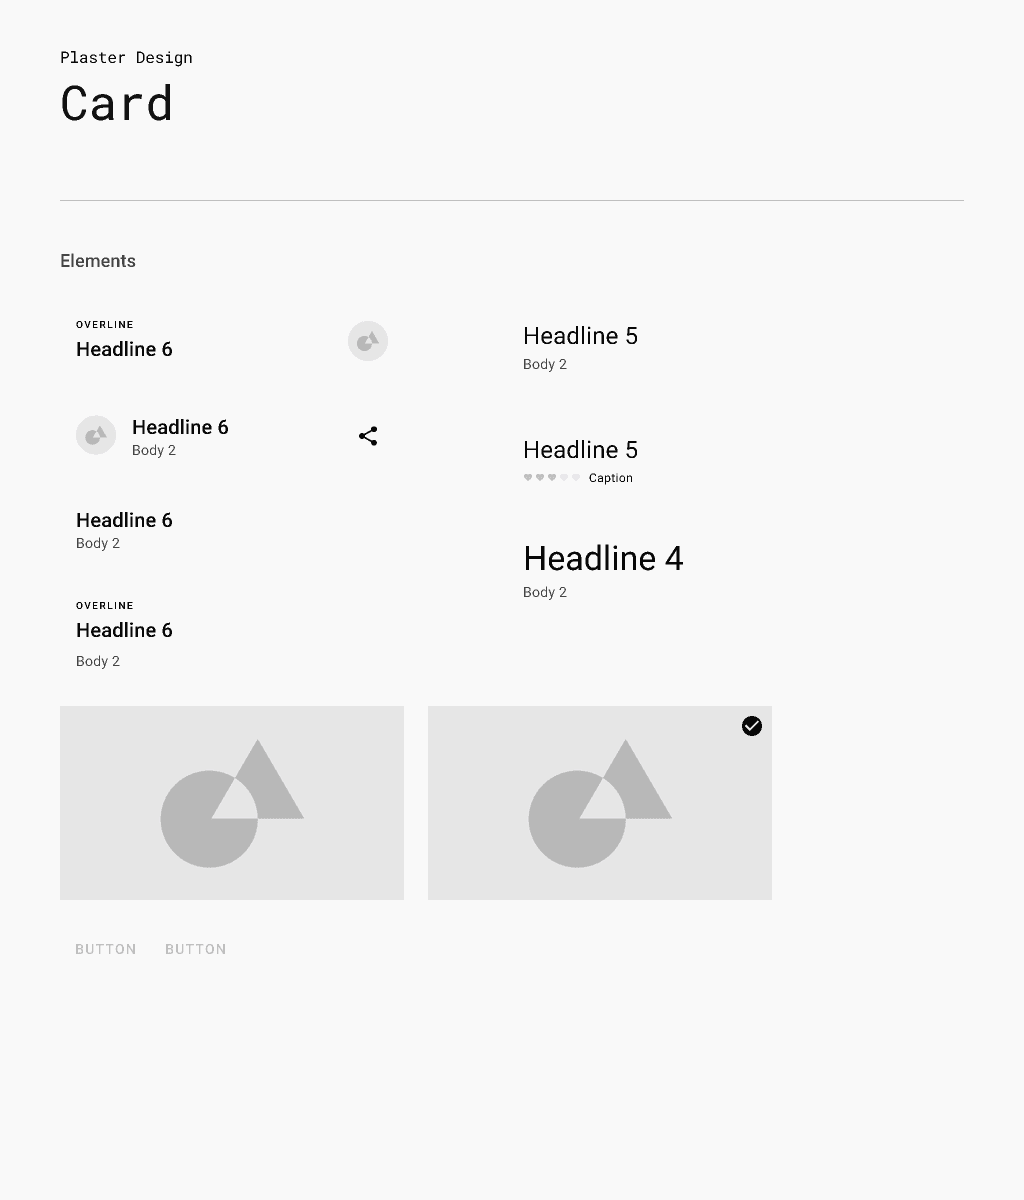 Plaster Design
Card
Elements
OVERLINE
Headline 6
Headline 6
Body 2
Headline 6
Body 2
OVERLINE
Headline 6
Body 2
Headline 5
Body 2
Headline 5
Caption
Headline 4
Body 2
BUTTON BUTTON